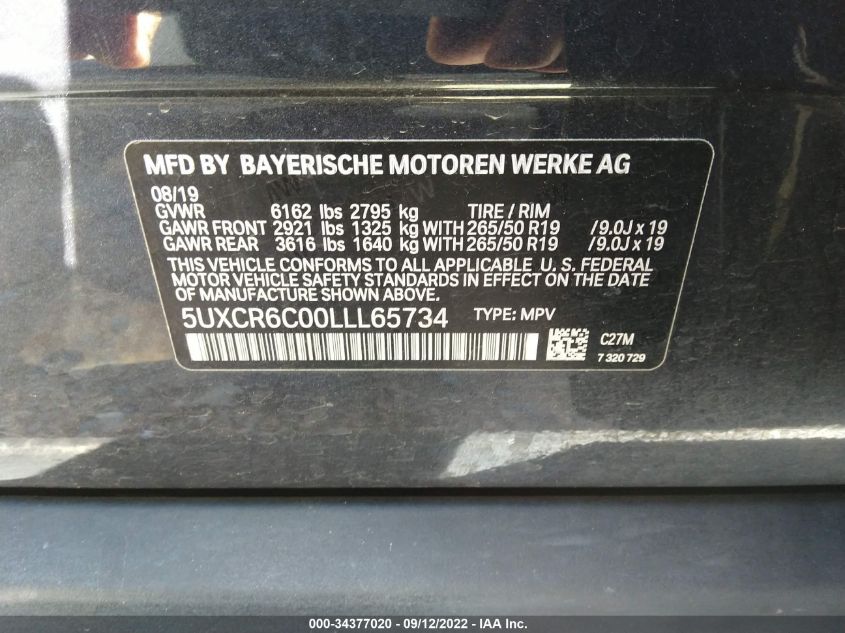 MFD BY BAYERISCHE MOTOREN WERKE AG
08/19
GVWR 6162 lbs 2795 kg TIRE / RIM
GAWR FRONT 2921 lbs 1325 kg WITH 265/50 R19 /9.0J x 19
GAWR REAR 3616 lbs 1640 kg WITH 265/50 R19 /9.0J x 19
THIS VEHICLE CONFORMS TO ALL APPLICABLE U. S. FEDERAL
MOTOR VEHICLE SAFETY STANDARDS IN EFFECT ON THE DATE
OF MANUFACTURE SHOWN ABOVE.
5UXCR6C00LLL65734 TYPE: MPV
C27M
7 320 729
000-34377020 - 09/12/2022 - IAA Inc.